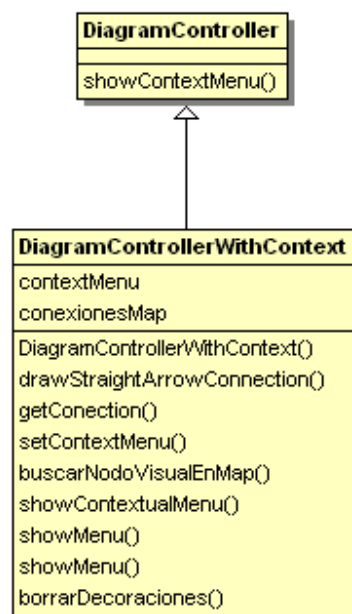 DiagramController
showContextMenu()
DiagramControllerWithContext
contextMenu
conexionesMap
DiagramControllerWithContext()
drawStraightArrowConnection()
getConection()
setContextMenu()
buscarNodoVisualEnMap()
showContextualMenu()
showMenu()
showMenu()
borrarDecoraciones()